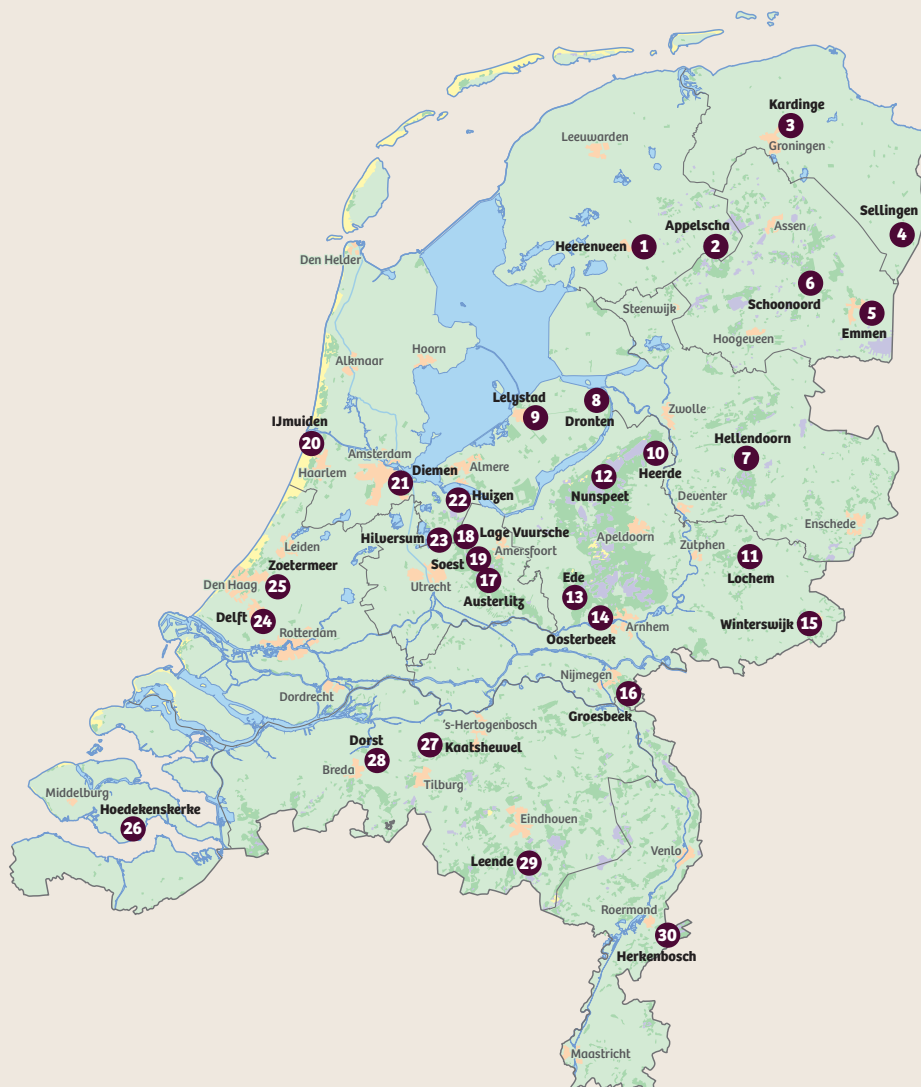 Kardinge
3
Groningen
Leeuwarden
Sellingen
4
Appelscha
2
Assen
Heerenveen 1
Den Helder
6
Schoonoord
Steenwijk
5
Emmen
Hoogeveen
Hoorn
Alkmaar
Lelystad
9
8
Dronten
Zwolle
IJmuiden
20
Hellendoorn
7
Amsterdam
Haarlem
Diemen
21
Almere
10
Heerde
12
Nunspeet
22 Huizen
Deventer
Enschede
Hilversum 23
18 Lage Vuursche
Apeldoorn
Leiden
Amersfoort
Soest 19
Zutphen
11
Lochem
Zoetermeer
25
Den Haag
Utrecht
17
Austerlitz
Ede
13
Delft 24
14
Oosterbeek
Arnhem
Winterswijk 15
Rotterdam
Nijmegen
16
Groesbeek
Dordrecht
's-Hertogenbosch
Dorst
28
27 Kaatsheuvel
Breda
Tilburg
Middelburg
Hoedekenskerke
26
Eindhoven
Leende 29
Venlo
Roermond
30
Herkenbosch
Maastricht